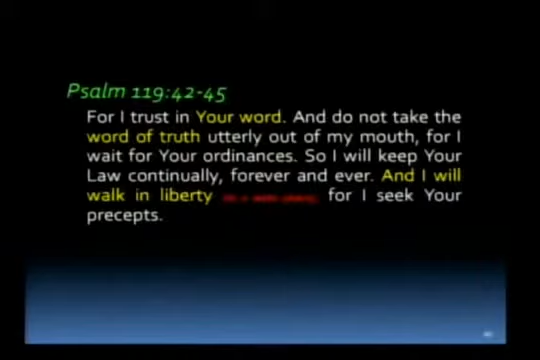 Psalm 119:42-45
For I trust in Your word. And do not take the
word of truth utterly out of my mouth, for I
wait for Your ordinances. So I will keep Your
Law continually, forever and ever. And I will
walk in liberty for I seek Your
precepts.